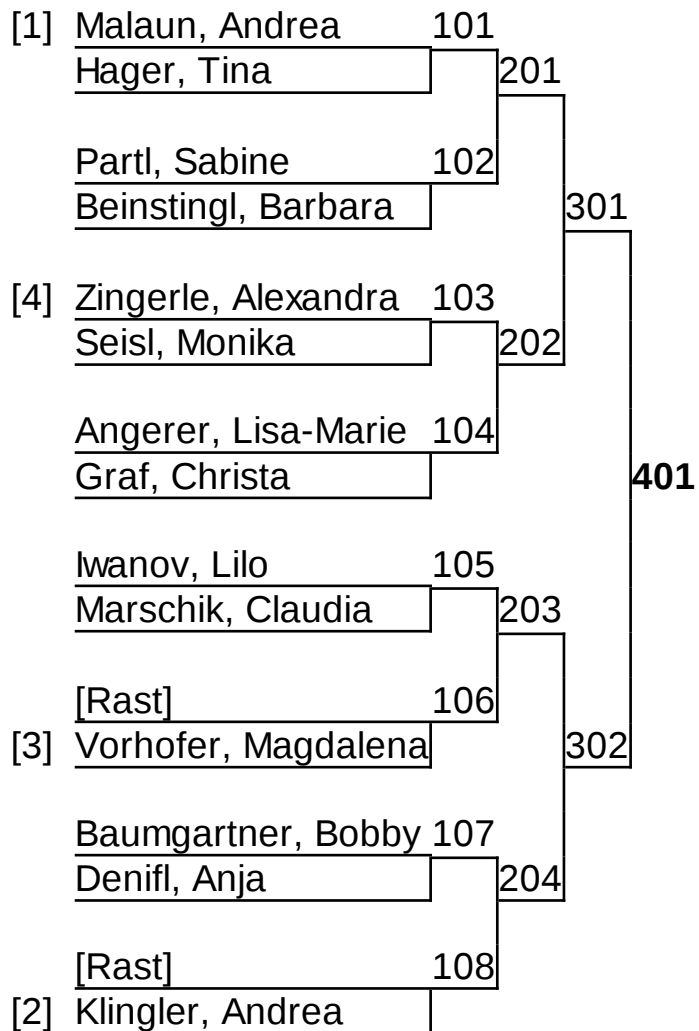 [1] Malaun, Andrea 101
Hager, Tina 201
Partl, Sabine 102
Beinstingl, Barbara 301
[4] Zingerle, Alexandra 103
Seisl, Monika 202
Angerer, Lisa-Marie 104
Graf, Christa 401
Iwanov, Lilo 105
Marschik, Claudia 203
[Rast] 106
[3] Vorhofer, Magdalena 302
Baumgartner, Bobby 107
Denifl, Anja 204
[Rast] 108
[2] Klingler, Andrea